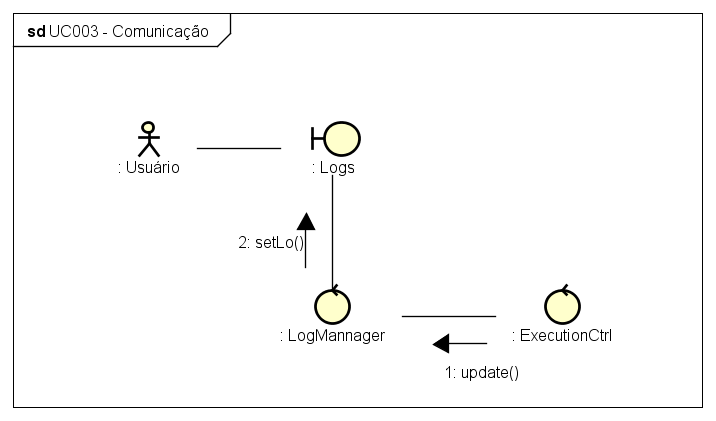 sd UC003 - Comunicação
: Usuário
: Logs
2: setLo()
: LogMannager
: ExecutionCtrl
1: update()